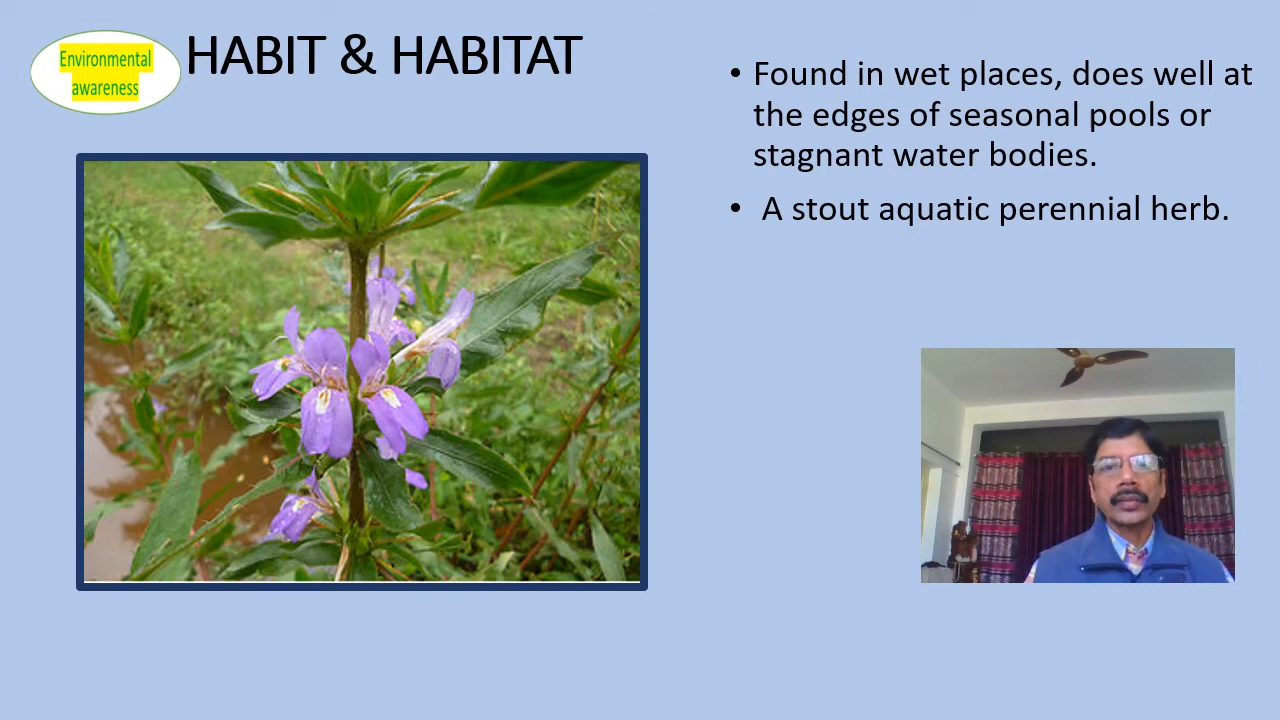 Environmental
awareness
HABIT & HABITAT
• Found in wet places, does well at
the edges of seasonal pools or
stagnant water bodies.
• A stout aquatic perennial herb.